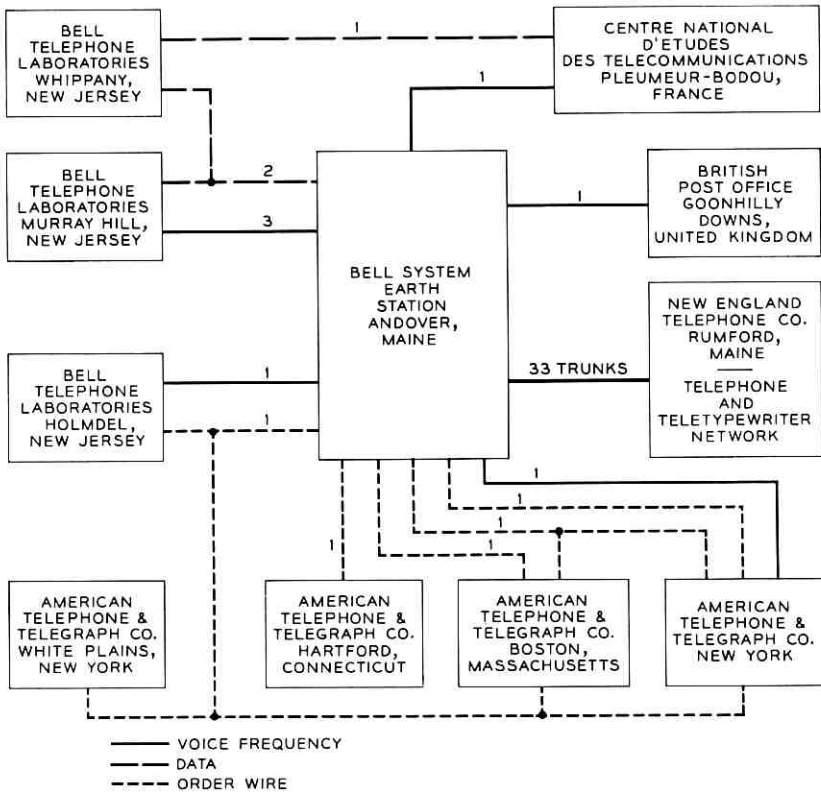 BELL
TELEPHONE
LABORATORIES
WHIPPANY,
NEW JERSEY
1
CENTRE NATIONAL
D'ETUDES
DES TELECOMMUNICATIONS
PLEUMEUR-BODOU,
FRANCE
1
BELL
TELEPHONE
LABORATORIES
MURRAY HILL,
NEW JERSEY
2
3
BELL SYSTEM
EARTH
STATION
ANDOVER,
MAINE
1
BRITISH
POST OFFICE
GOONHILLY
DOWNS,
UNITED KINGDOM
33 TRUNKS
NEW ENGLAND
TELEPHONE CO.
RUMFORD,
MAINE
TELEPHONE
AND
TELETYPEWRITER
NETWORK
BELL
TELEPHONE
LABORATORIES
HOLMDEL,
NEW JERSEY
1
1
1
1
1
1
1
AMERICAN
TELEPHONE &
TELEGRAPH CO.
WHITE PLAINS,
NEW YORK
AMERICAN
TELEPHONE &
TELEGRAPH CO.
HARTFORD,
CONNECTICUT
AMERICAN
TELEPHONE &
TELEGRAPH CO.
BOSTON,
MASSACHUSETTS
AMERICAN
TELEPHONE &
TELEGRAPH CO.
NEW YORK
VOICE FREQUENCY
DATA
ORDER WIRE